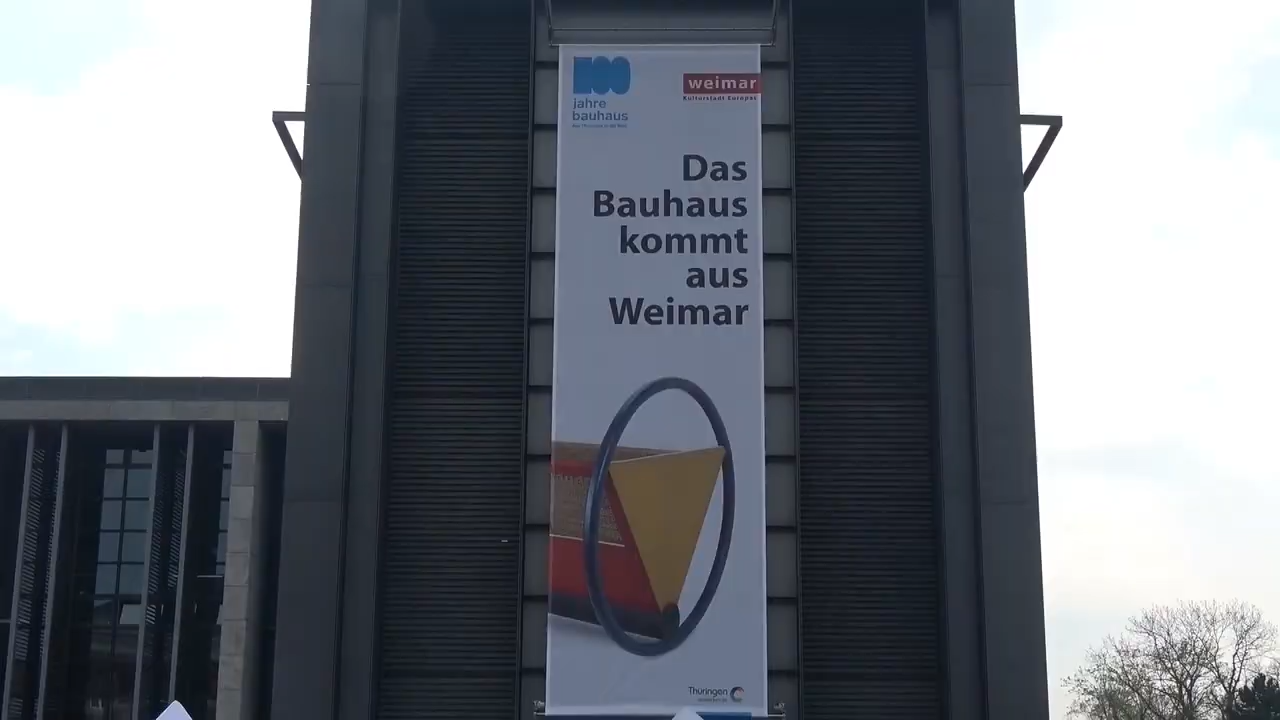 100
jahre
bauhaus
weimar
Kulturstadt Europas
Das
Bauhaus
kommt
aus
Weimar
Thüringen